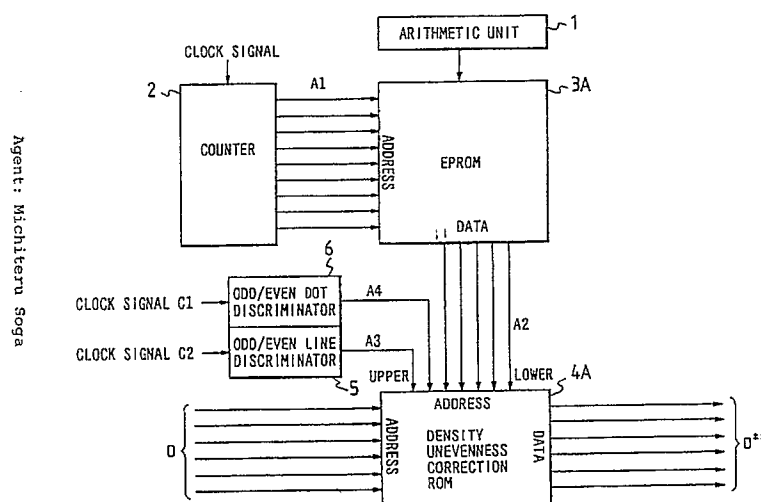 1
ARITHMETIC UNIT
CLOCK SIGNAL
2
A1
3A
COUNTER
ADDRESS
EPROM
DATA
6
CLOCK SIGNAL C1
ODD/EVEN DOT
DISCRIMINATOR
A4
A2
CLOCK SIGNAL C2
ODD/EVEN LINE
DISCRIMINATOR
A3
5
UPPER
LOWER
4A
ADDRESS
D
ADDRESS
DENSITY
UNEVENNESS
CORRECTION
ROM
DATA
Agent: Michiteru Soga